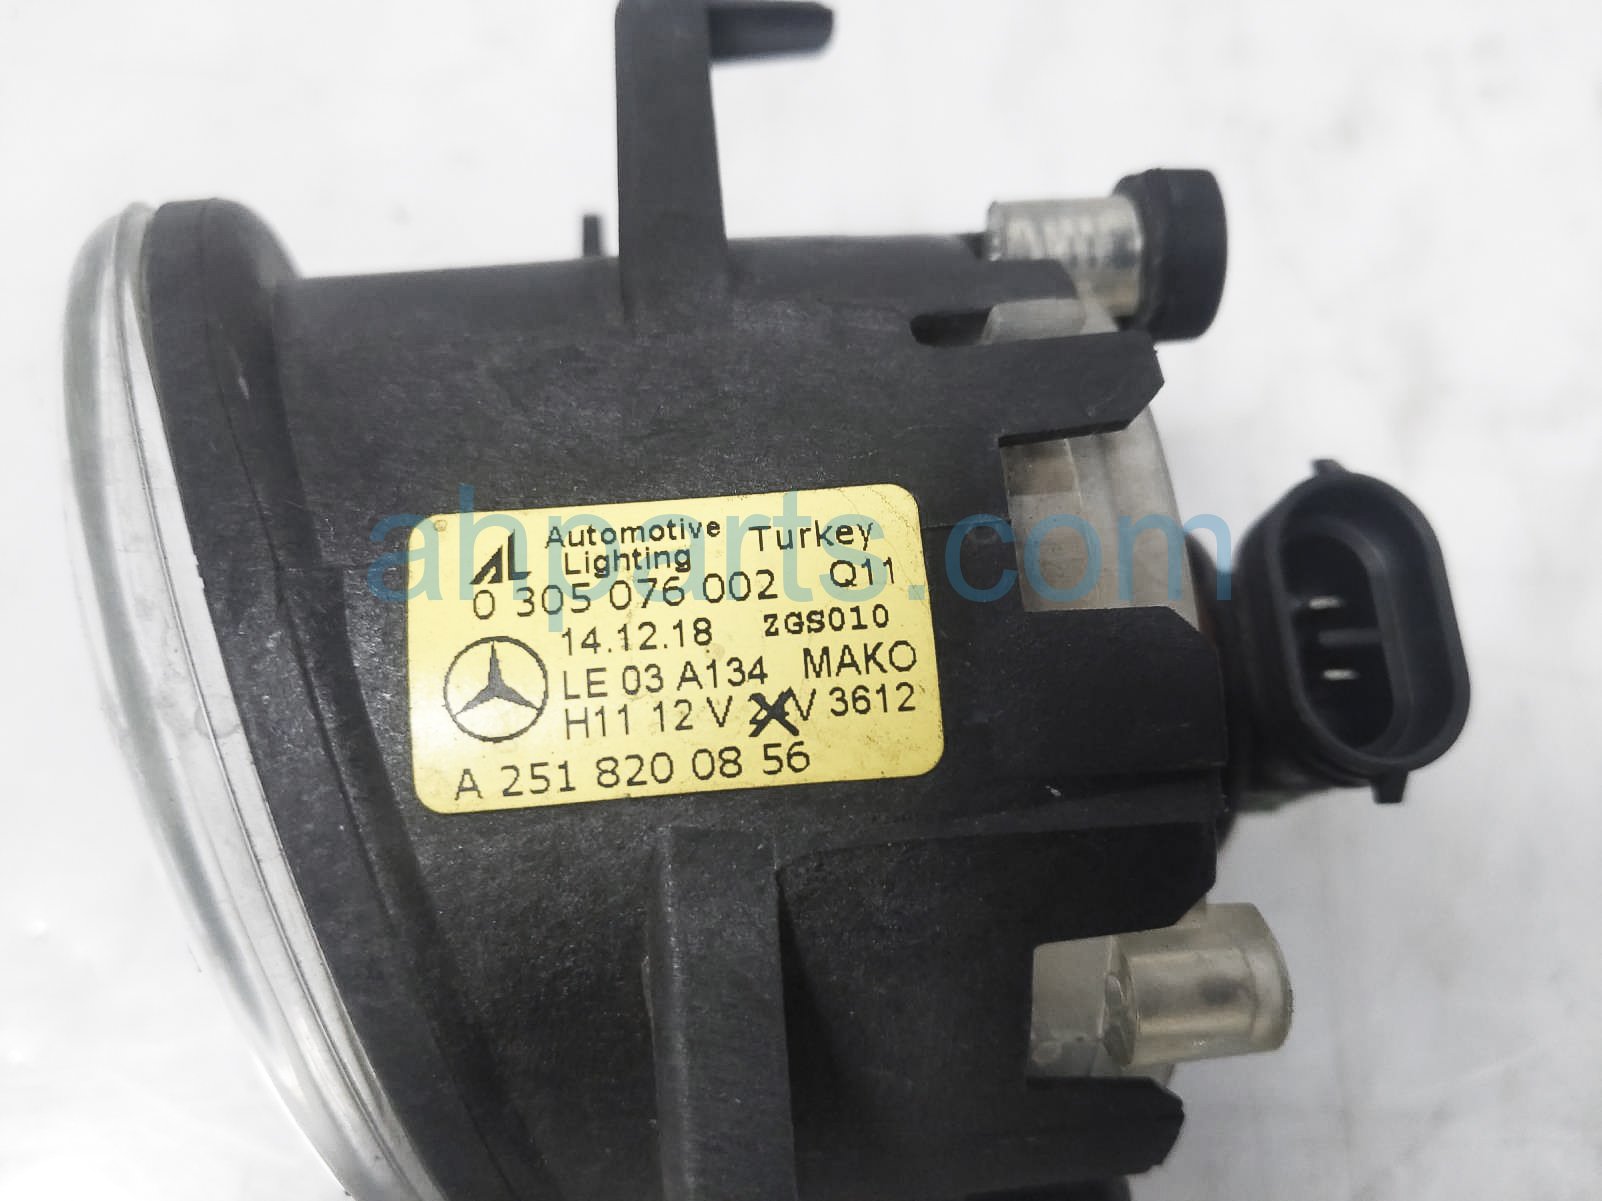 AL Automotive Lighting Turkey
0 305 076 002 Q11
14.12.18 ZGS010
LE 03 A134 MAKO
H11 12 V V 3612
A 251 820 08 56
ahparts.com